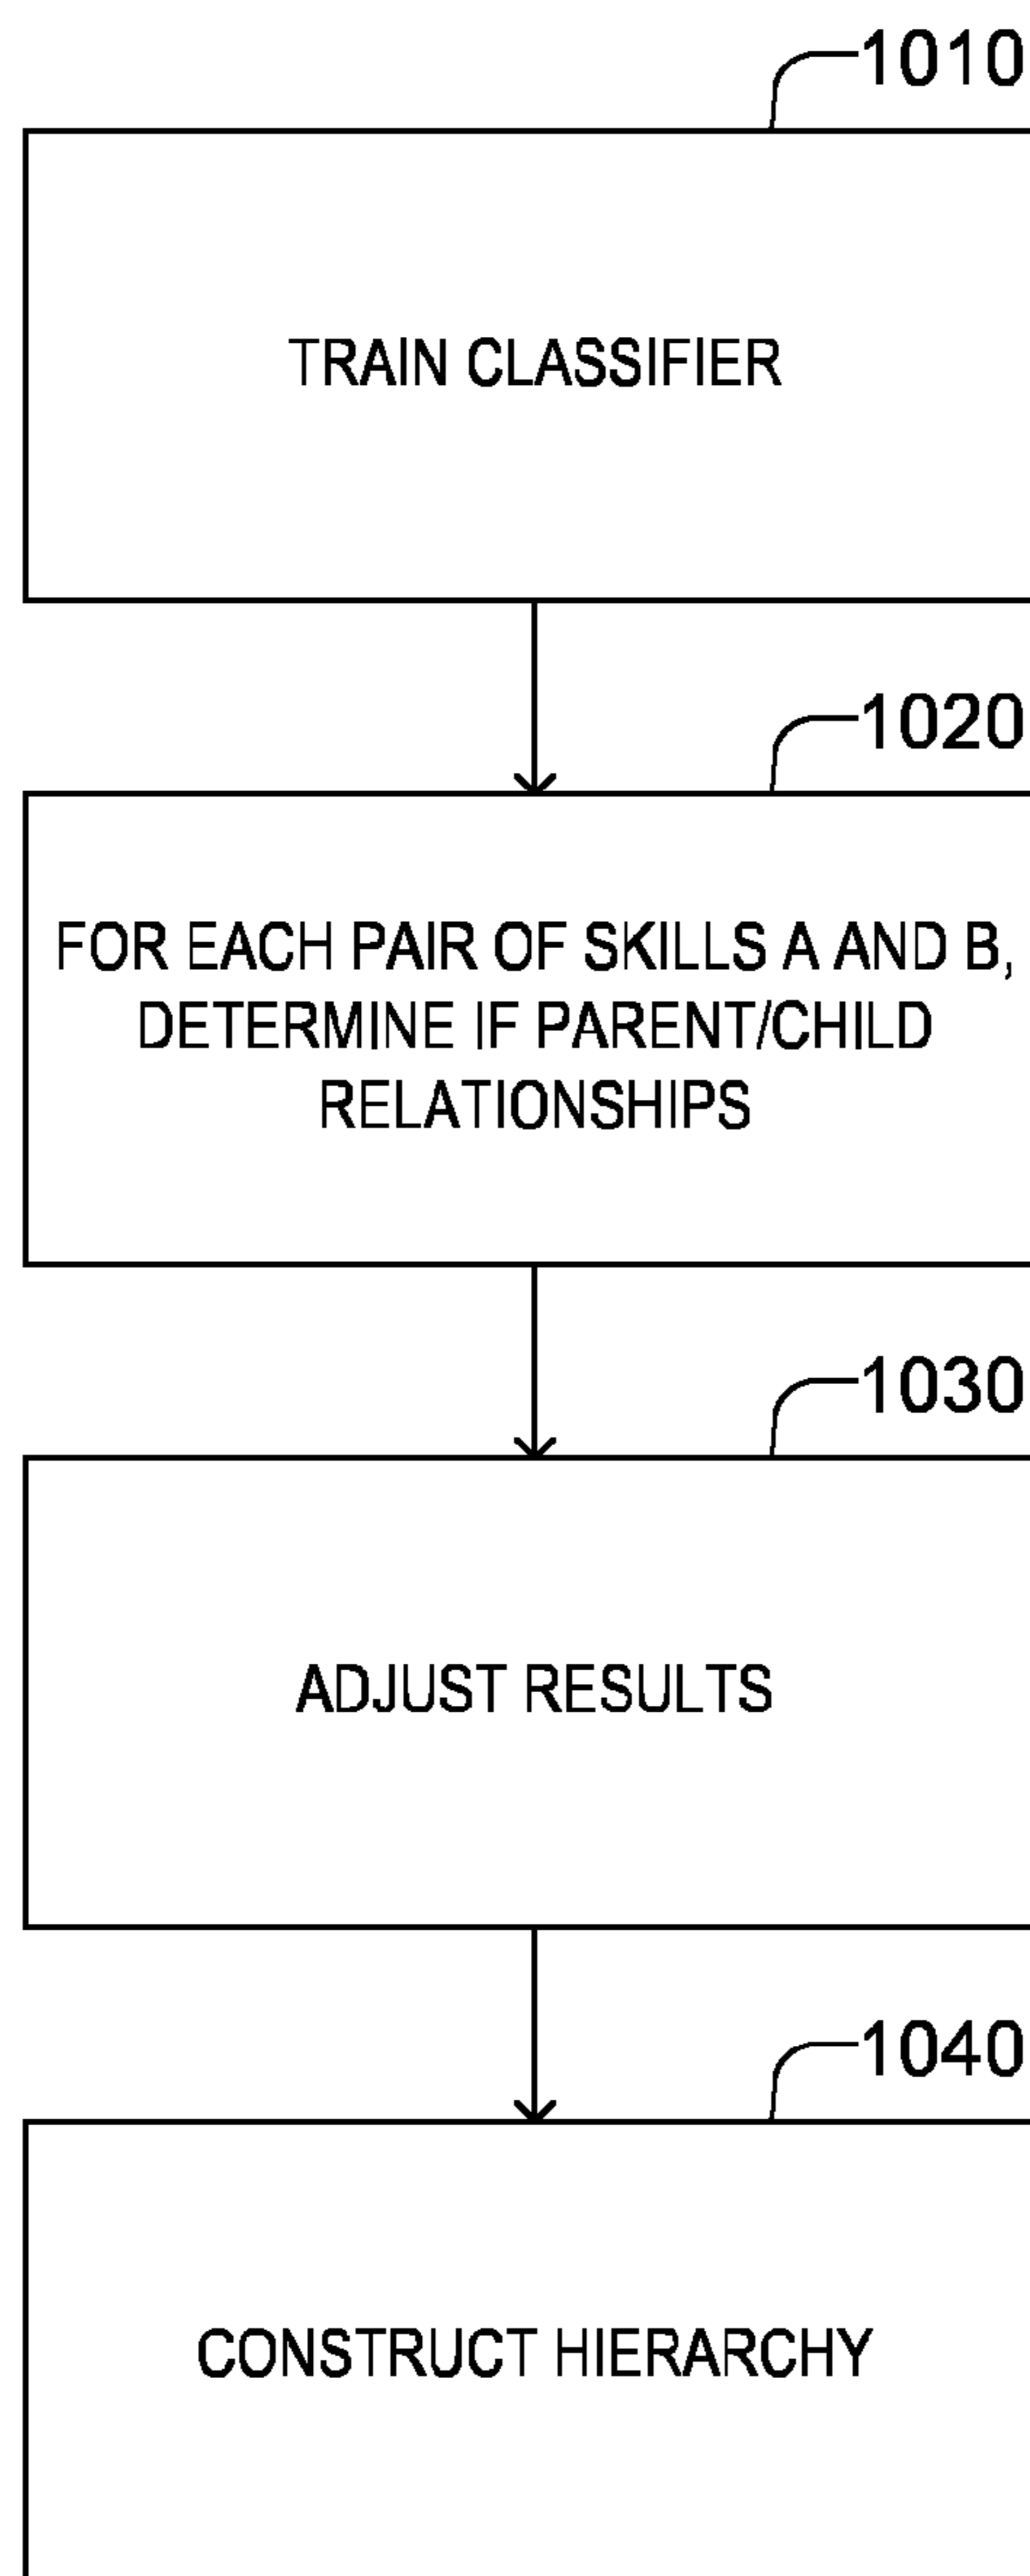 1010
TRAIN CLASSIFIER
1020
FOR EACH PAIR OF SKILLS A AND B,
DETERMINE IF PARENT/CHILD
RELATIONSHIPS
1030
ADJUST RESULTS
1040
CONSTRUCT HIERARCHY